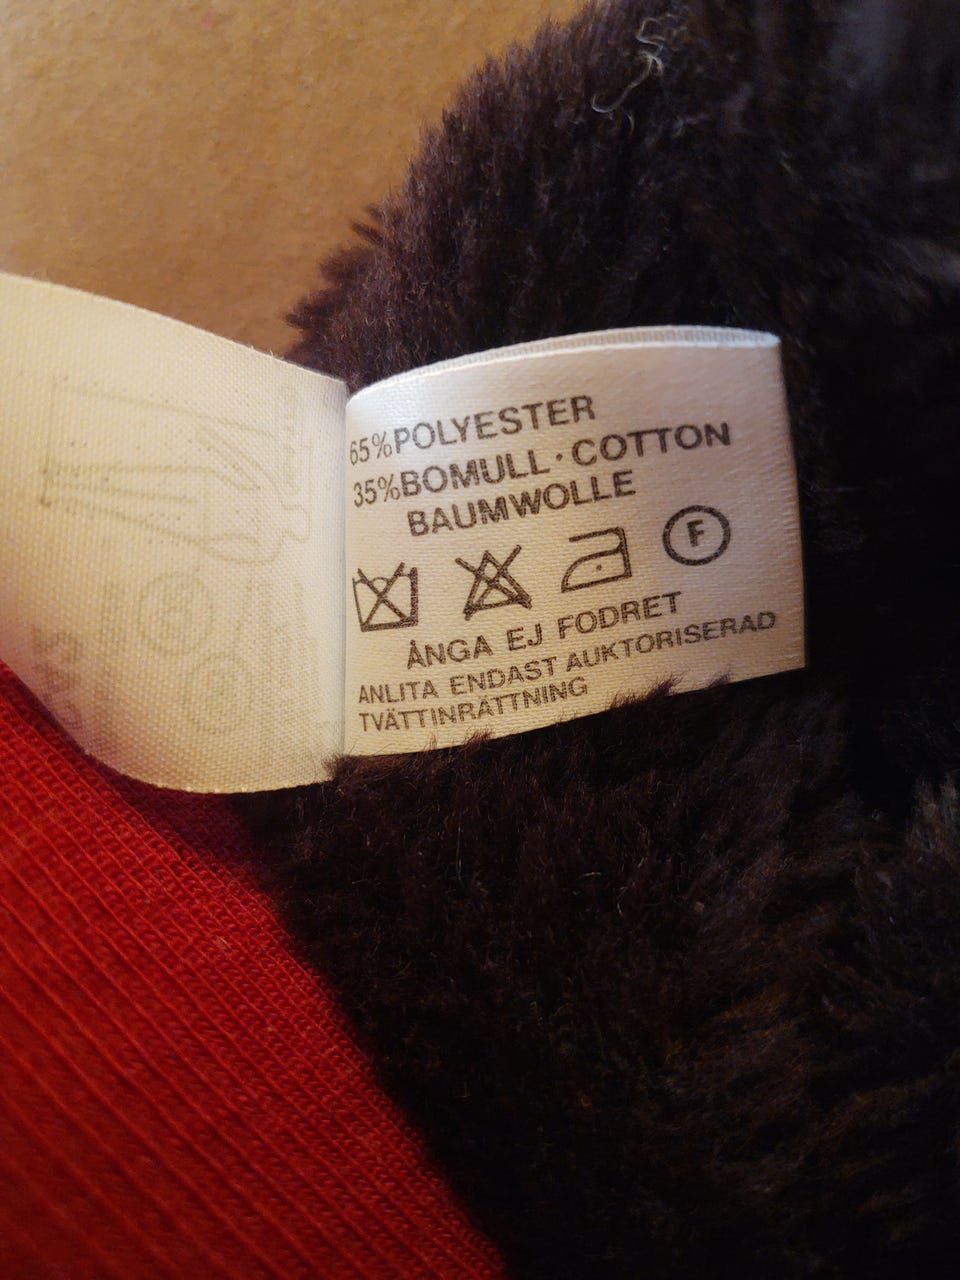 65%POLYESTER
35%BOMULL·COTTON
BAUMWOLLE
F
ÅNGA EJ FODRET
ANLITA ENDAST AUKTORISERAD
TVÄTTINRÄTTNING